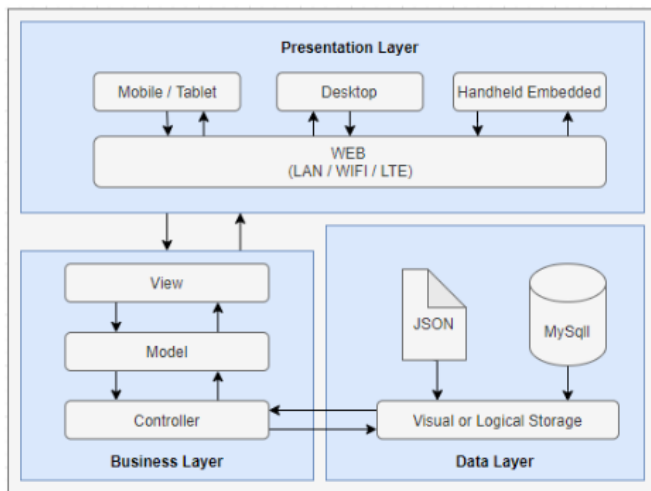 Presentation Layer
Mobile / Tablet
Desktop
Handheld Embedded
WEB
(LAN / WIFI / LTE)
View
Model
Controller
Business Layer
JSON
MySqll
Visual or Logical Storage
Data Layer